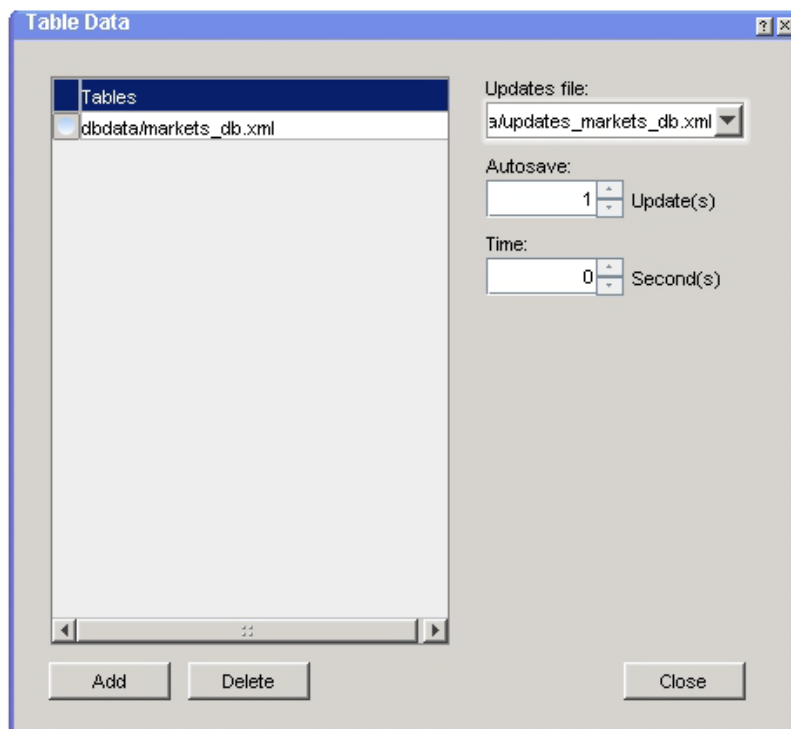 Table Data
Tables
dbdata/markets_db.xml
Updates file:
a/updates_markets_db.xml
Autosave:
1 Update(s)
Time:
0 Second(s)
Add Delete Close